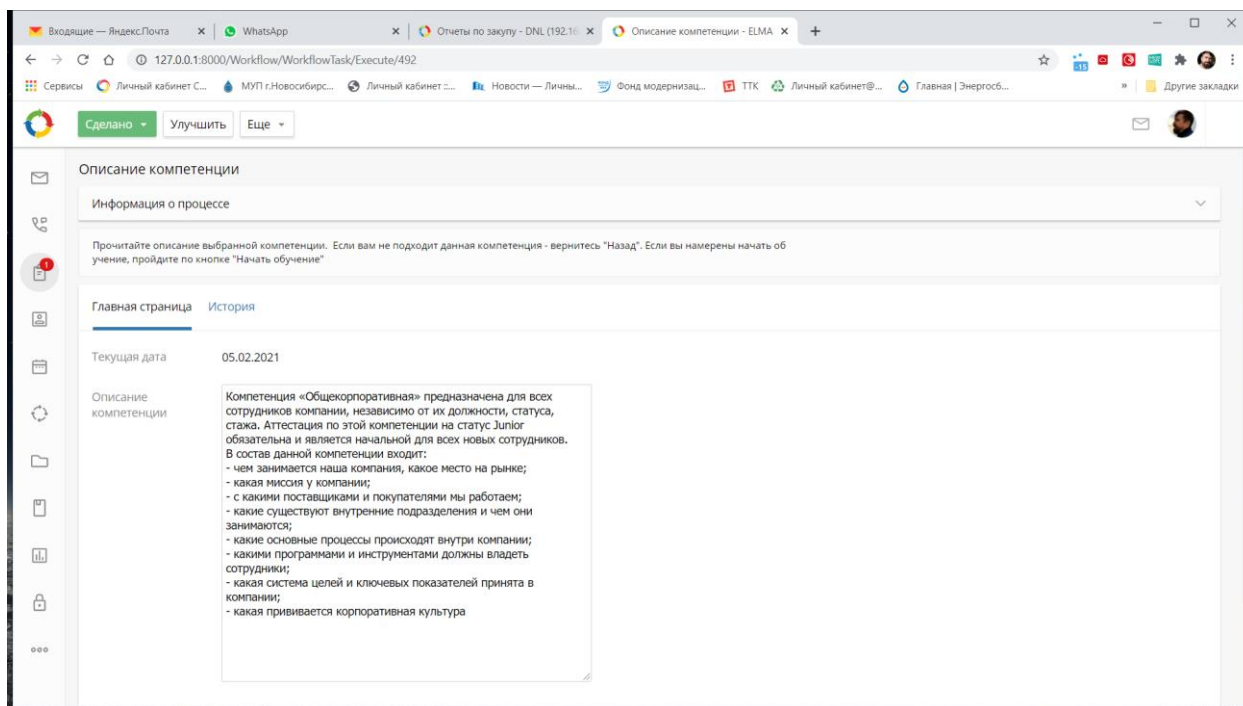 Входящие — Яндекс.Почта
WhatsApp
Отчеты по закупу - DNL (192.16
Описание компетенции - ELMA
127.0.0.1:8000/Workflow/WorkflowTask/Execute/492
-15
Сервисы
Личный кабинет С...
МУП г.Новосибирс...
Личный кабинет ::...
Новости — Личны...
Фонд модернизац...
ТТК
Личный кабинет@...
Главная | Энергосб...
»
Другие закладки
Сделано
Улучшить
Еще
Описание компетенции
Информация о процессе
1
Прочитайте описание выбранной компетенции. Если вам не подходит данная компетенция - вернитесь "Назад". Если вы намерены начать об
учение, пройдите по кнопке "Начать обучение"
Главная страница
История
Текущая дата
05.02.2021
Описание
компетенции
Компетенция «Общекорпоративная» предназначена для всех
сотрудников компании, независимо от их должности, статуса,
стажа. Аттестация по этой компетенции на статус Junior
обязательна и является начальной для всех новых сотрудников.
В состав данной компетенции входит:
- чем занимается наша компания, какое место на рынке;
- какая миссия у компании;
- с какими поставщиками и покупателями мы работаем;
- какие существуют внутренние подразделения и чем они
занимаются;
- какие основные процессы происходят внутри компании;
- какими программами и инструментами должны владеть
сотрудники;
- какая система целей и ключевых показателей принята в
компании;
- какая прививается корпоративная культура